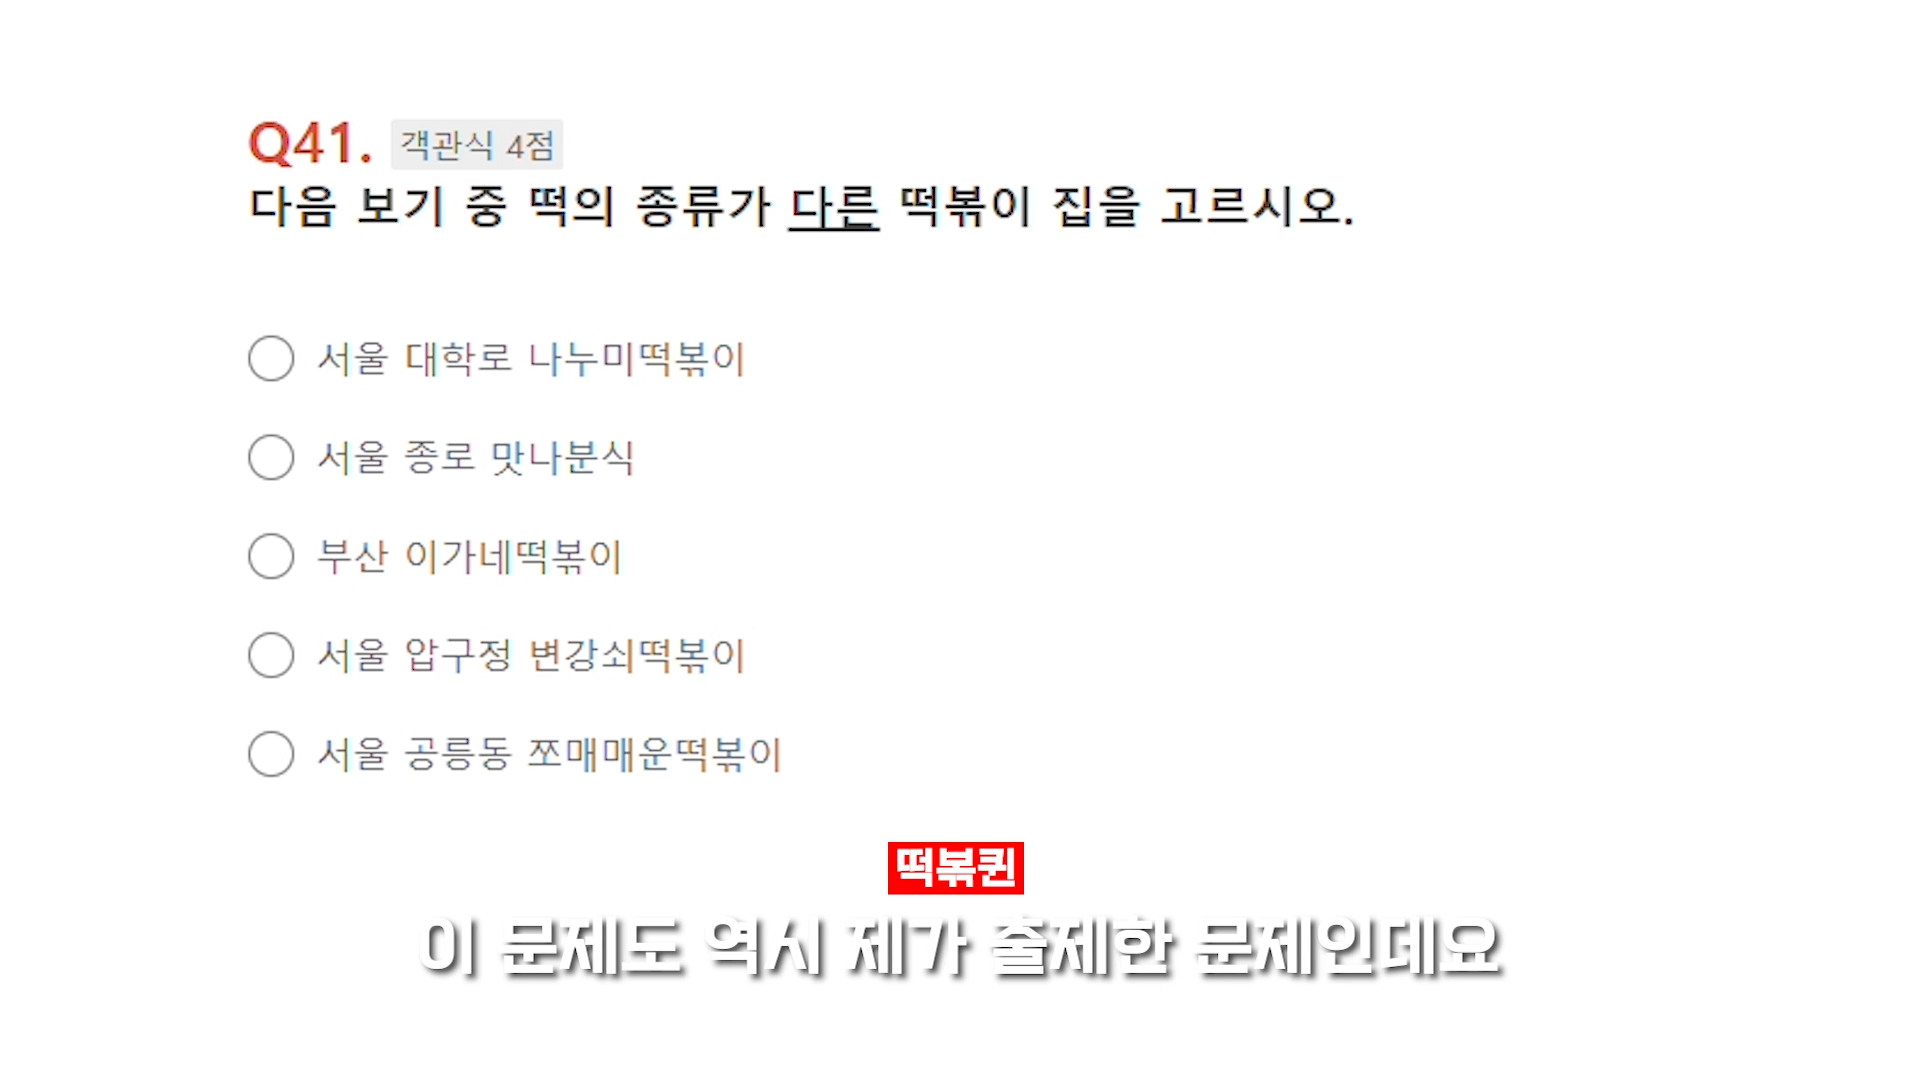 Q41. 객관식 4점
다음 보기 중 떡의 종류가 다른 떡볶이 집을 고르시오.
서울 대학로 나누미떡볶이
서울 종로 맛나분식
부산 이가네떡볶이
서울 압구정 변강쇠떡볶이
서울 공릉동 쪼매매운떡볶이
떡볶퀸
이 문제도 역시 제가 출제한 문제인데요